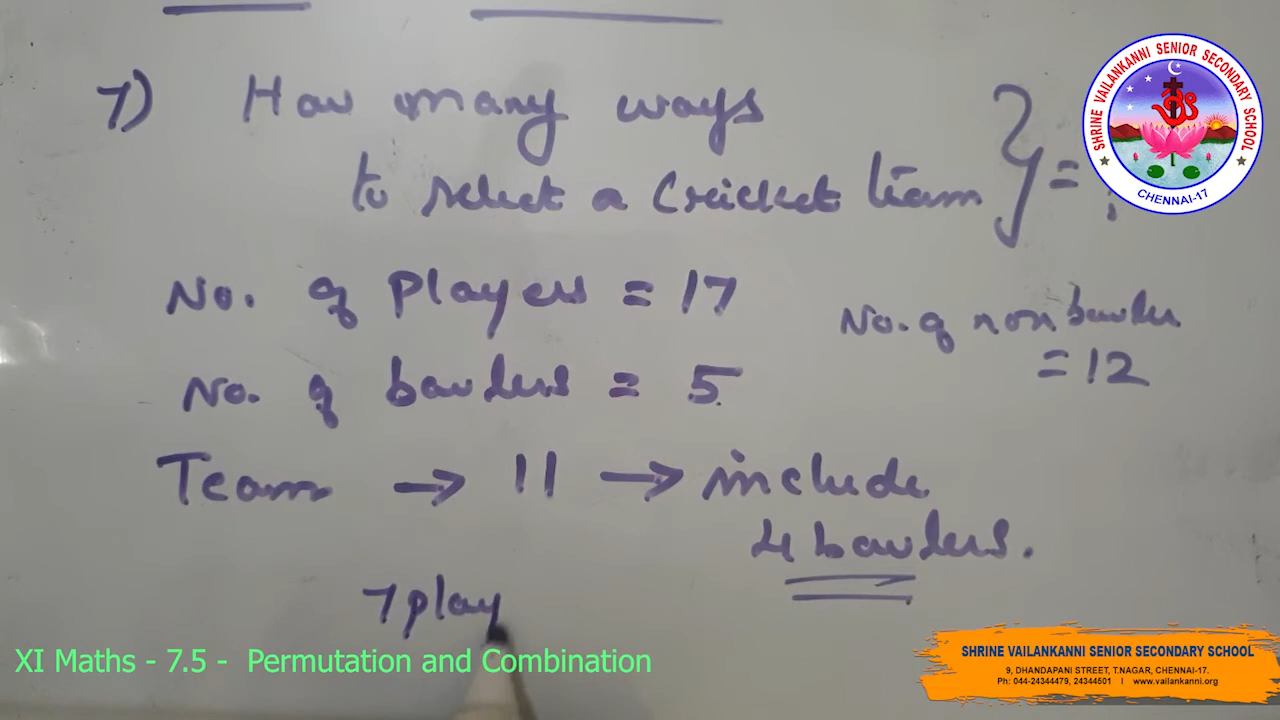 7) How many ways
to select a Cricket team } = ?
No. of Players = 17
No. of non bowler
= 12
No. of bowlers = 5
Team → 11 → include
4 bowlers.
7 play
XI Maths - 7.5 - Permutation and Combination
SHRINE VAILANKANNI SENIOR SECONDARY SCHOOL
CHENNAI-17
SHRINE VAILANKANNI SENIOR SECONDARY SCHOOL
9, DHANDAPANI STREET, T.NAGAR, CHENNAI-17.
Ph: 044-24344479, 24344501 | www.vailankanni.org